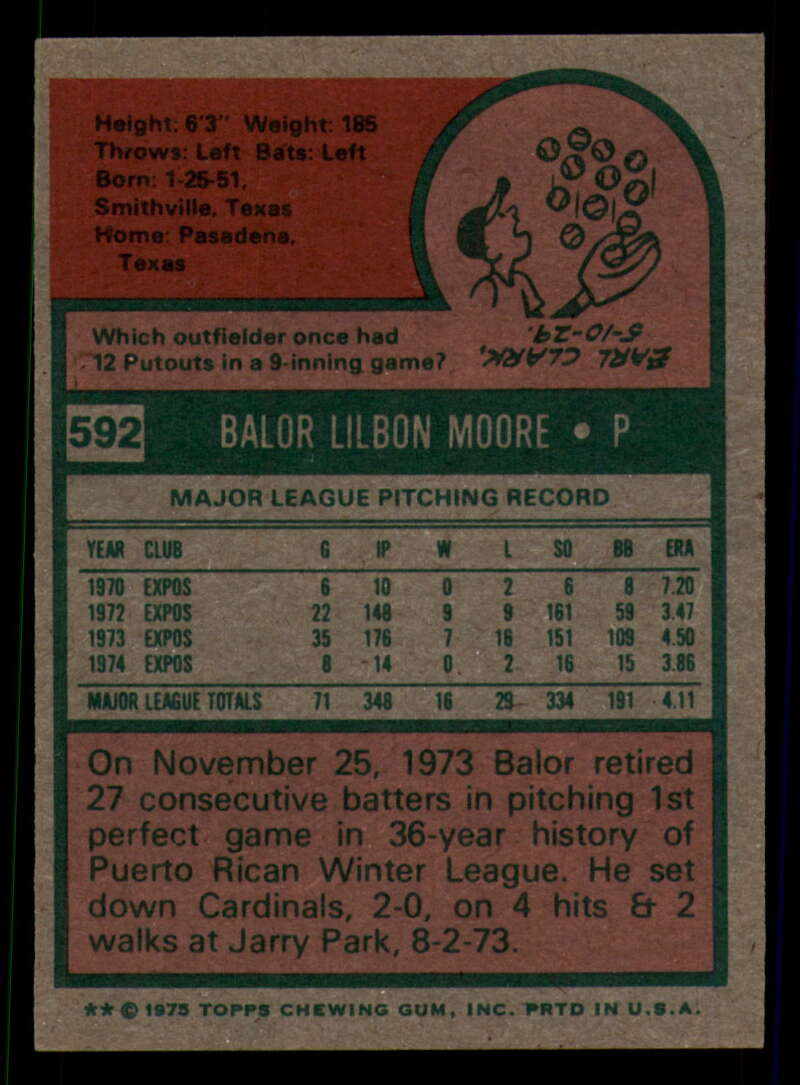 Height: 6'3" Weight: 185
Throws: Left Bats: Left
Born: 1-25-51,
Smithville, Texas
Home: Pasadena,
Texas
Which outfielder once had
12 Putouts in a 9-inning game?
EARL CLARK,
5-10-29.
592 BALOR LILBON MOORE • P
MAJOR LEAGUE PITCHING RECORD
YEAR CLUB G IP W L SO BB ERA
1970 EXPOS 6 10 0 2 6 8 7.20
1972 EXPOS 22 148 9 9 161 59 3.47
1973 EXPOS 35 176 7 16 151 109 4.50
1974 EXPOS 8 14 0 2 16 15 3.86
MAJOR LEAGUE TOTALS 71 348 16 29 334 191 4.11
On November 25, 1973 Balor retired
27 consecutive batters in pitching 1st
perfect game in 36-year history of
Puerto Rican Winter League. He set
down Cardinals, 2-0, on 4 hits & 2
walks at Jarry Park, 8-2-73.
** © 1975 TOPPS CHEWING GUM, INC. PRTD IN U.S.A.